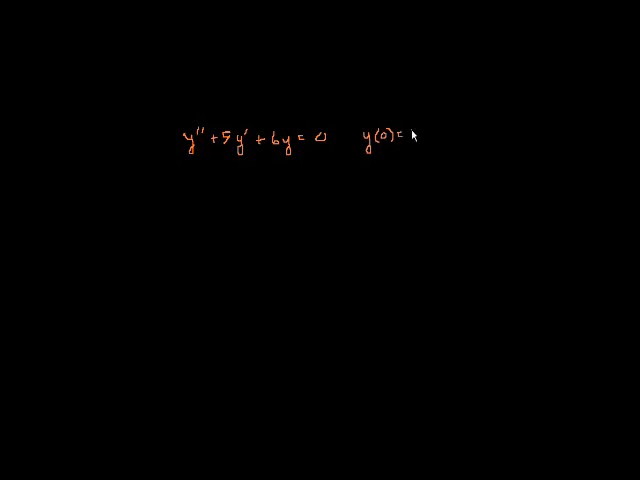 y'' + 5y' + 6y = 0 y(0) =